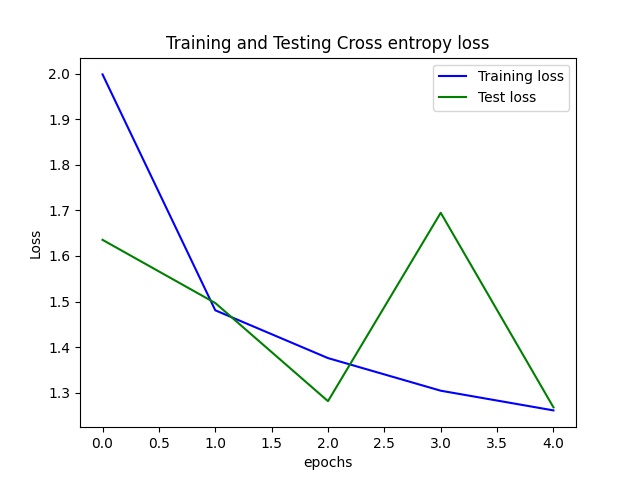 Training and Testing Cross entropy loss
Training loss
Test loss
2.0
1.9
1.8
1.7
1.6
1.5
1.4
1.3
Loss
0.0 0.5 1.0 1.5 2.0 2.5 3.0 3.5 4.0
epochs